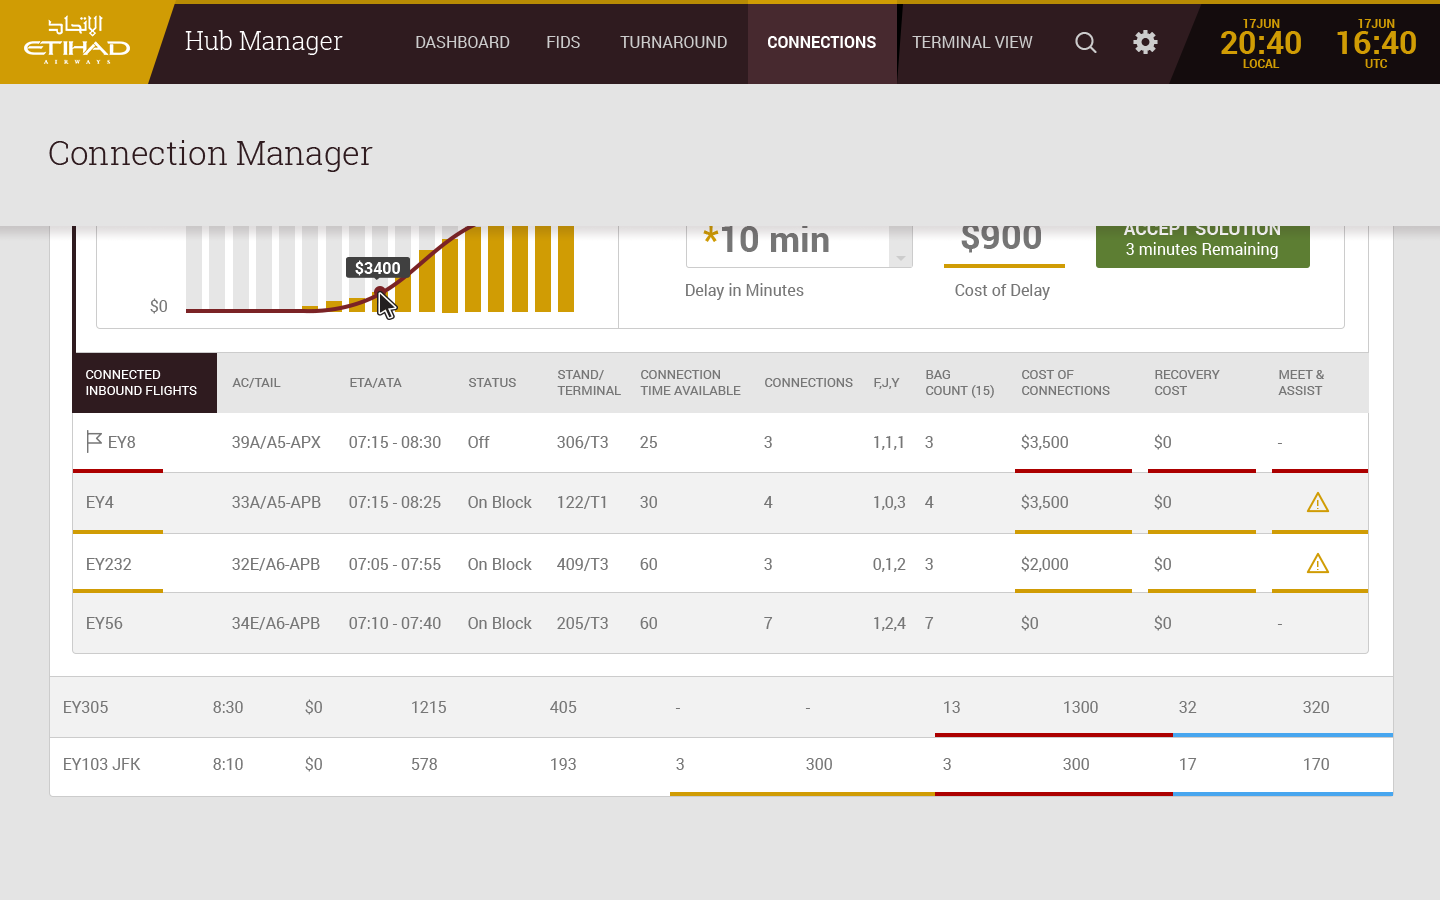 الإتحاد
ETIHAD
AIRWAYS
Hub Manager
DASHBOARD
FIDS
TURNAROUND
CONNECTIONS
TERMINAL VIEW
17JUN
20:40
LOCAL
17JUN
16:40
UTC
Connection Manager
*10 min
$900
ACCEPT SOLUTION
3 minutes Remaining
$3400
$0
Delay in Minutes
Cost of Delay
CONNECTED INBOUND FLIGHTS AC/TAIL ETA/ATA STATUS STAND/ TERMINAL CONNECTION TIME AVAILABLE CONNECTIONS F,J,Y BAG COUNT (15) COST OF CONNECTIONS RECOVERY COST MEET & ASSIST
EY8 39A/A5-APX 07:15 - 08:30 Off 306/T3 25 3 1,1,1 3 $3,500 $0 -
EY4 33A/A5-APB 07:15 - 08:25 On Block 122/T1 30 4 1,0,3 4 $3,500 $0
EY232 32E/A6-APB 07:05 - 07:55 On Block 409/T3 60 3 0,1,2 3 $2,000 $0
EY56 34E/A6-APB 07:10 - 07:40 On Block 205/T3 60 7 1,2,4 7 $0 $0 -
EY305 8:30 $0 1215 405 - - 13 1300 32 320
EY103 JFK 8:10 $0 578 193 3 300 3 300 17 170